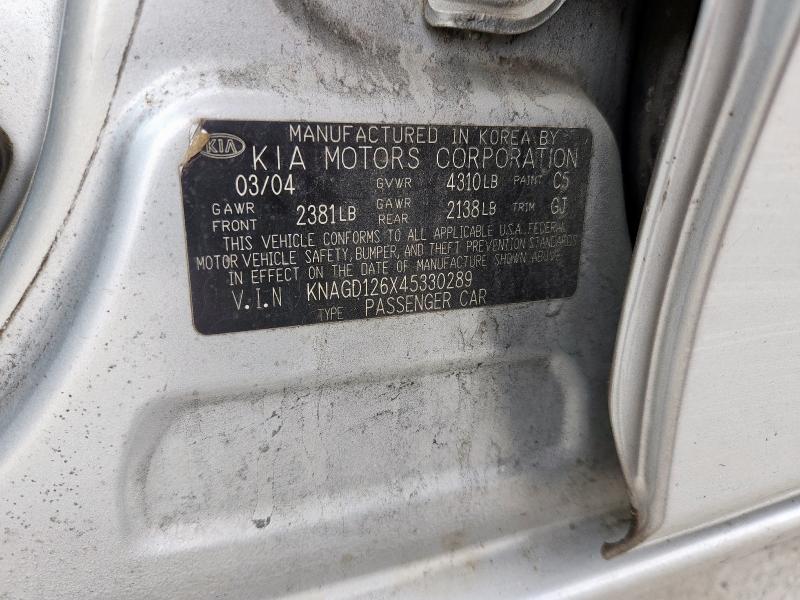 MANUFACTURED IN KOREA BY
KIA
KIA MOTORS CORPORATION
03/04 GVWR 4310LB PAINT C5
GAWR FRONT 2381LB GAWR REAR 2138LB TRIM GJ
THIS VEHICLE CONFORMS TO ALL APPLICABLE U.S.A. FEDERAL
MOTOR VEHICLE SAFETY, BUMPER, AND THEFT PREVENTION STANDARDS
IN EFFECT ON THE DATE OF MANUFACTURE SHOWN ABOVE.
V.I.N KNAGD126X45330289
TYPE PASSENGER CAR